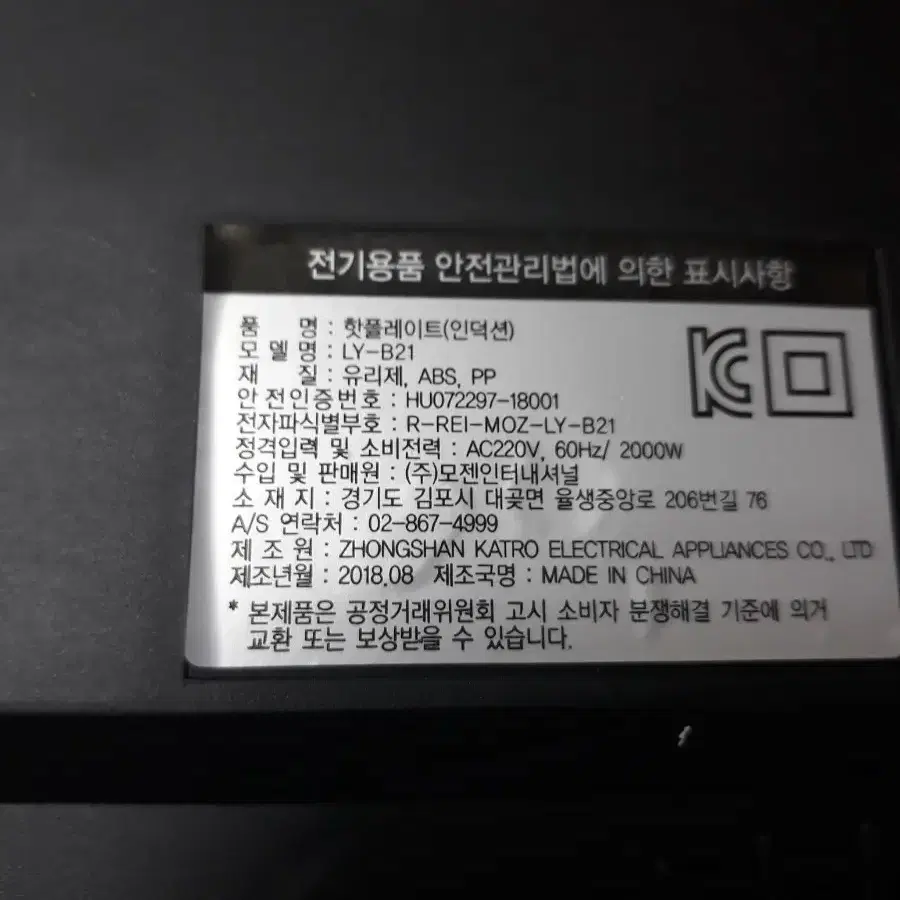 전기용품 안전관리법에 의한 표시사항
품 명 : 핫플레이트(인덕션)
모 델 명 : LY-B21
재 질 : 유리제, ABS, PP
안 전인증번호 : HU072297-18001
전자파식별부호 : R-REI-MOZ-LY-B21
정격입력 및 소비전력 : AC220V, 60Hz/ 2000W
수입 및 판매원 : (주)모젠인터내셔널
소 재 지 : 경기도 김포시 대곶면 율생중앙로 206번길 76
A/S 연락처 : 02-867-4999
제 조 원 : ZHONGSHAN KATRO ELECTRICAL APPLIANCES CO., LTD
제조년월 : 2018.08 제조국명 : MADE IN CHINA
* 본제품은 공정거래위원회 고시 소비자 분쟁해결 기준에 의거
교환 또는 보상받을 수 있습니다.